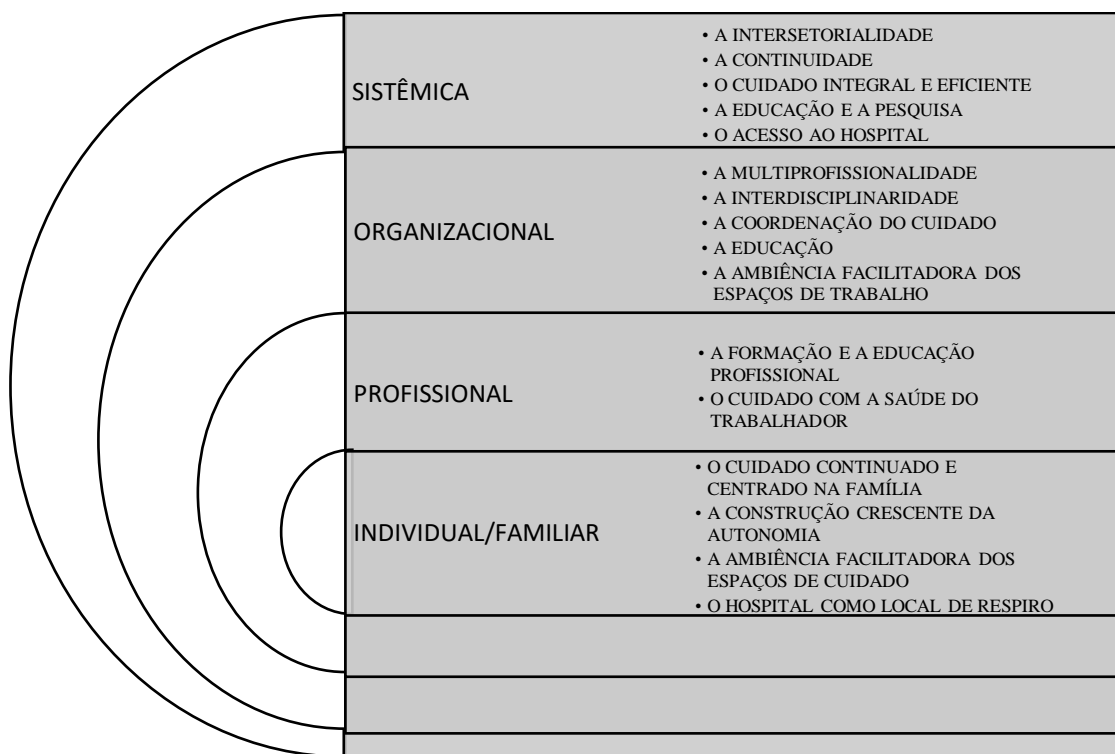 SISTÊMICA
• A INTERSETORIALIDADE
• A CONTINUIDADE
• O CUIDADO INTEGRAL E EFICIENTE
• A EDUCAÇÃO E A PESQUISA
• O ACESSO AO HOSPITAL
ORGANIZACIONAL
• A MULTIPROFISSIONALIDADE
• A INTERDISCIPLINARIDADE
• A COORDENAÇÃO DO CUIDADO
• A EDUCAÇÃO
• A AMBIÊNCIA FACILITADORA DOS
ESPAÇOS DE TRABALHO
PROFISSIONAL
• A FORMAÇÃO E A EDUCAÇÃO
PROFISSIONAL
• O CUIDADO COM A SAÚDE DO
TRABALHADOR
INDIVIDUAL/FAMILIAR
• O CUIDADO CONTINUADO E
CENTRADO NA FAMÍLIA
• A CONSTRUÇÃO CRESCENTE DA
AUTONOMIA
• A AMBIÊNCIA FACILITADORA DOS
ESPAÇOS DE CUIDADO
• O HOSPITAL COMO LOCAL DE RESPIRO